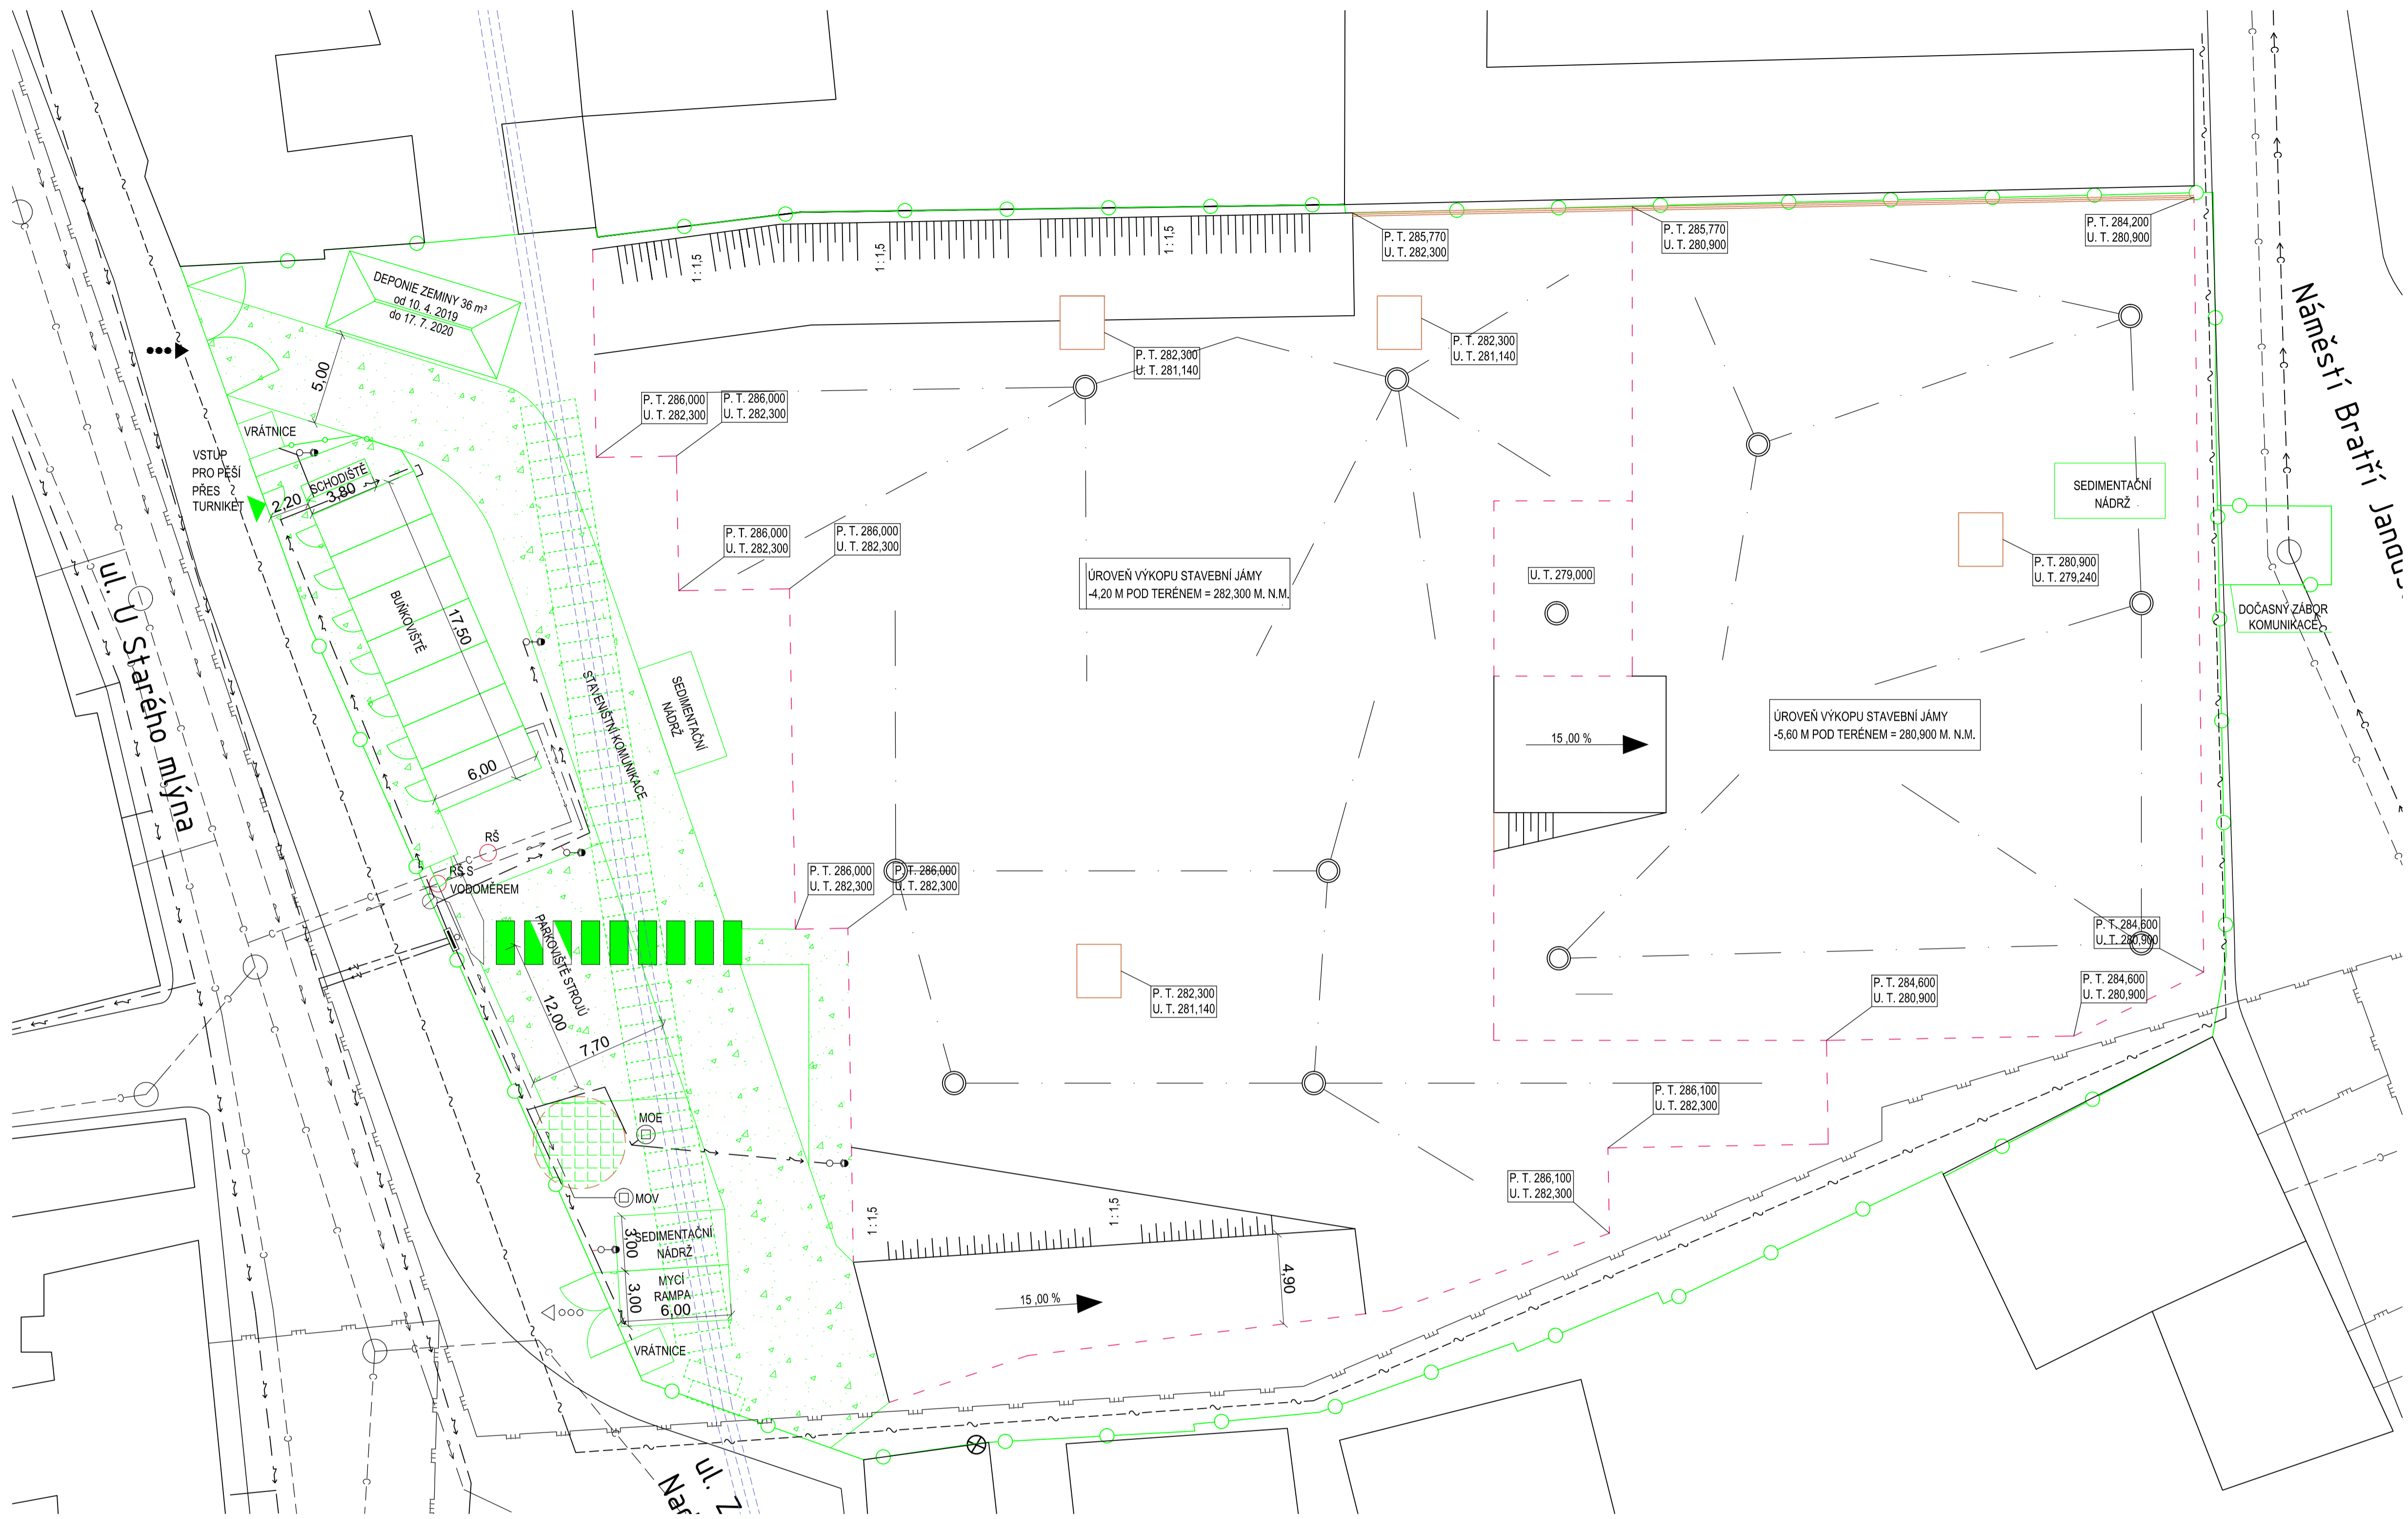 P. T. 284,200
U. T. 280,900
P. T. 285,770
U. T. 280,900
P. T. 285,770
U. T. 282,300
1 : 1,5
1 : 1,5
1 : 1,5
DEPONIE ZEMINY 36 m³
od 10. 4. 2019
do 17. 7. 2020
Náměstí Bratří
5,00
P. T. 282,300
U. T. 281,140
P. T. 282,300
U. T. 281,140
P. T. 286,000
U. T. 282,300
P. T. 286,000
U. T. 282,300
VRÁTNICE
VSTUP
PRO PĚŠÍ
PŘES
TURNIKET
SCHODIŠTĚ
2,20
3,80
SEDIMENTAČNÍ
NÁDRŽ
P. T. 286,000
U. T. 282,300
P. T. 286,000
U. T. 282,300
P. T. 280,900
U. T. 279,240
ÚROVEŇ VÝKOPU STAVEBNÍ JÁMY
-4,20 M POD TERÉNEM = 282,300 M. N.M.
U. T. 279,000
DOČASNÝ ZÁBOR
KOMUNIKACE
ul. U Starého mlýna
BUŇKOVIŠTĚ
17,50
6,00
STAVENIŠTNÍ KOMUNIKACE
SEDIMENTAČNÍ
NÁDRŽ
15 ,00 %
ÚROVEŇ VÝKOPU STAVEBNÍ JÁMY
-5,60 M POD TERÉNEM = 280,900 M. N.M.
RŠ
RŠ S
VODOMĚREM
P. T. 286,000
U. T. 282,300
P. T. 286,000
U. T. 282,300
PARKOVIŠTĚ STROJŮ
12,00
7,70
P. T. 284,600
U. T. 280,900
P. T. 284,600
U. T. 280,900
P. T. 284,600
U. T. 280,900
P. T. 282,300
U. T. 281,140
P. T. 286,100
U. T. 282,300
P. T. 286,100
U. T. 282,300
MOE
MOV
1 : 1,5
1 : 1,5
3,00
SEDIMENTAČNÍ
NÁDRŽ
3,00
MYCÍ
RAMPA
6,00
15 ,00 %
4,90
VRÁTNICE
ul. Z